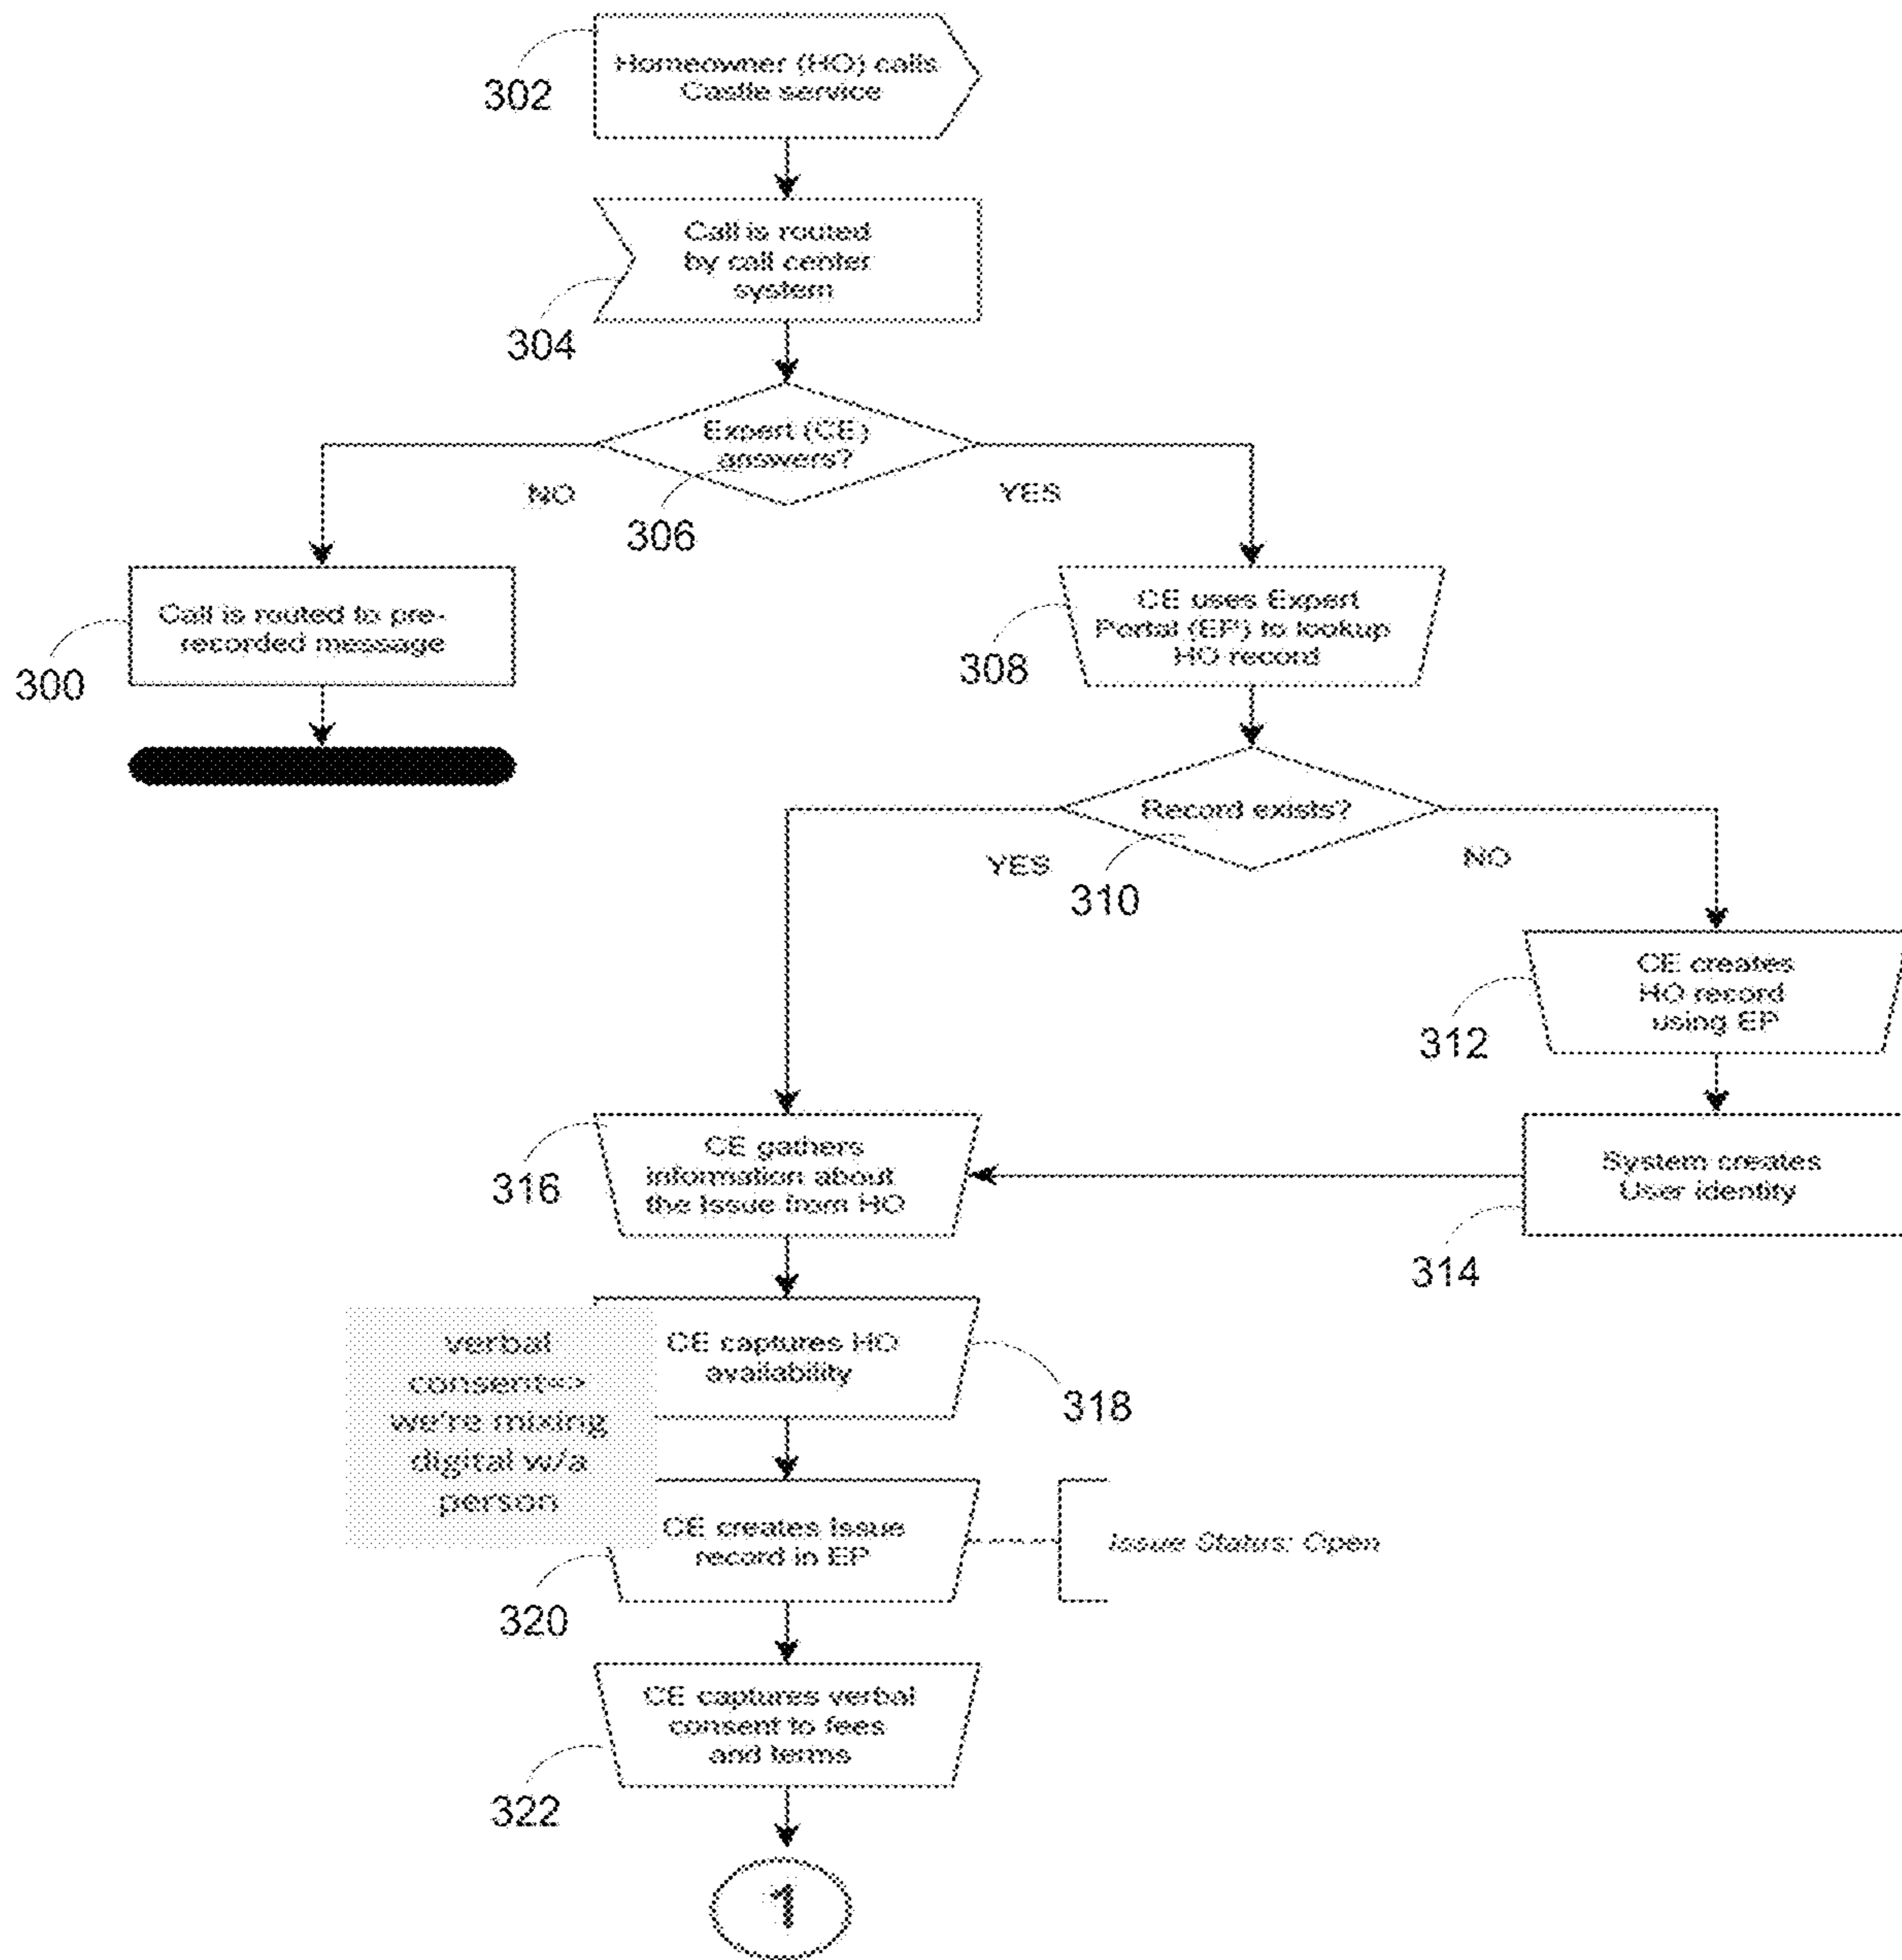 Homeowner (HO) calls
Castle service
302
Call is routed
by call center
system
304
Expert (CE)
answers?
NO
YES
306
Call is routed to pre-
recorded message
300
CE uses Expert
Portal (EP) to lookup
HO record
308
Record exists?
YES
NO
310
CE creates
HO record
using EP
312
CE gathers
information about
the Issue from HO
316
System creates
User identity
314
verbal
consent<>
we're mixing
digital w/a
person
CE captures HO
availability
318
CE creates Issue
record in EP
320
Issue Status: Open
CE captures verbal
consent to fees
and terms
322
1